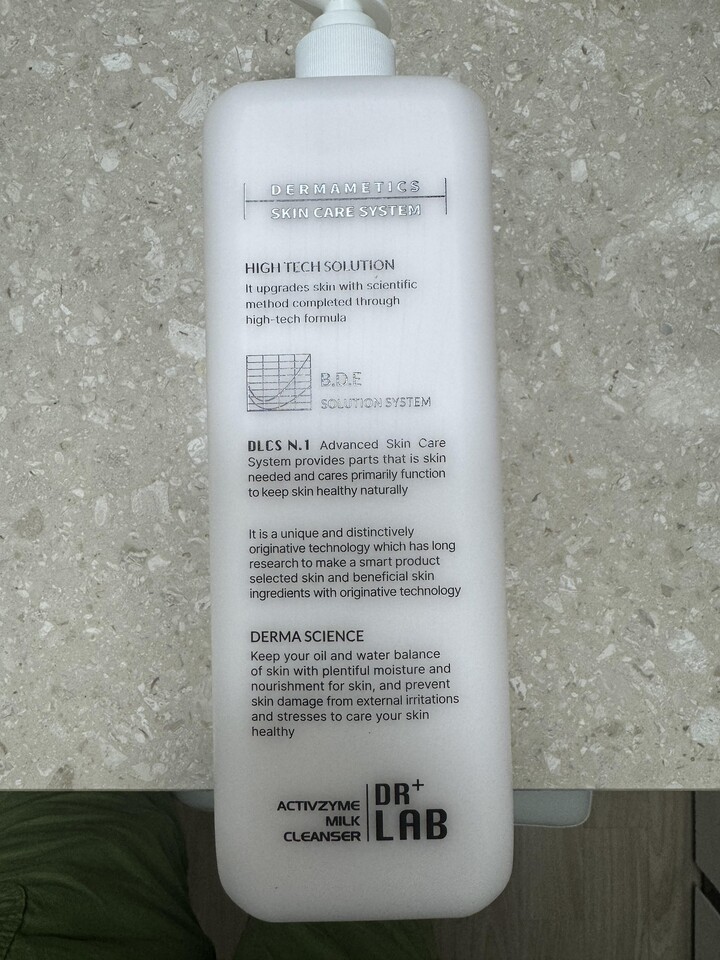 DERMAMETICS
SKIN CARE SYSTEM
HIGH TECH SOLUTION
It upgrades skin with scientific
method completed through
high-tech formula
B.D.E
SOLUTION SYSTEM
DLCS N.1 Advanced Skin Care
System provides parts that is skin
needed and cares primarily function
to keep skin healthy naturally
It is a unique and distinctively
originative technology which has long
research to make a smart product
selected skin and beneficial skin
ingredients with originative technology
DERMA SCIENCE
Keep your oil and water balance
of skin with plentiful moisture and
nourishment for skin, and prevent
skin damage from external irritations
and stresses to care your skin
healthy
ACTIVZYME
MILK
CLEANSER
DR+
LAB